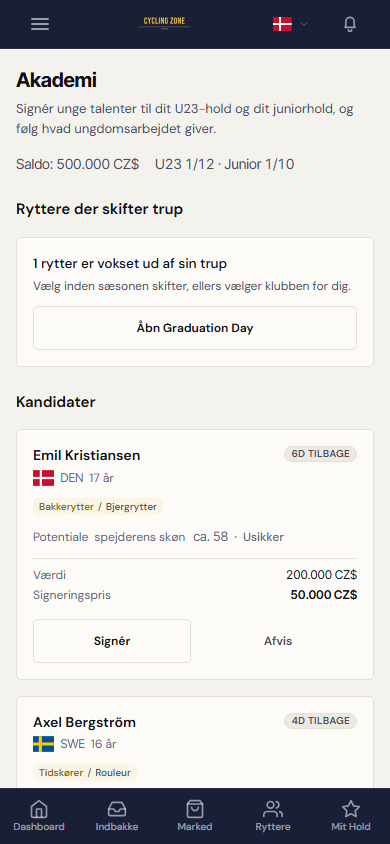 CYCLING ZONE
Akademi
Signér unge talenter til dit U23-hold og dit juniorhold, og
følg hvad ungdomsarbejdet giver.
Saldo: 500.000 CZ$ U23 1/12 · Junior 1/10
Ryttere der skifter trup
1 rytter er vokset ud af sin trup
Vælg inden sæsonen skifter, ellers vælger klubben for dig.
Åbn Graduation Day
Kandidater
Emil Kristiansen 6D TILBAGE
DEN 17 år
Bakkerytter / Bjergrytter
Potentiale spejderens skøn ca. 58 · Usikker
Værdi 200.000 CZ$
Signeringspris 50.000 CZ$
Signér Afvis
Axel Bergström 4D TILBAGE
SWE 16 år
Tidskører / Rouleur
Dashboard Indbakke Marked Ryttere Mit Hold